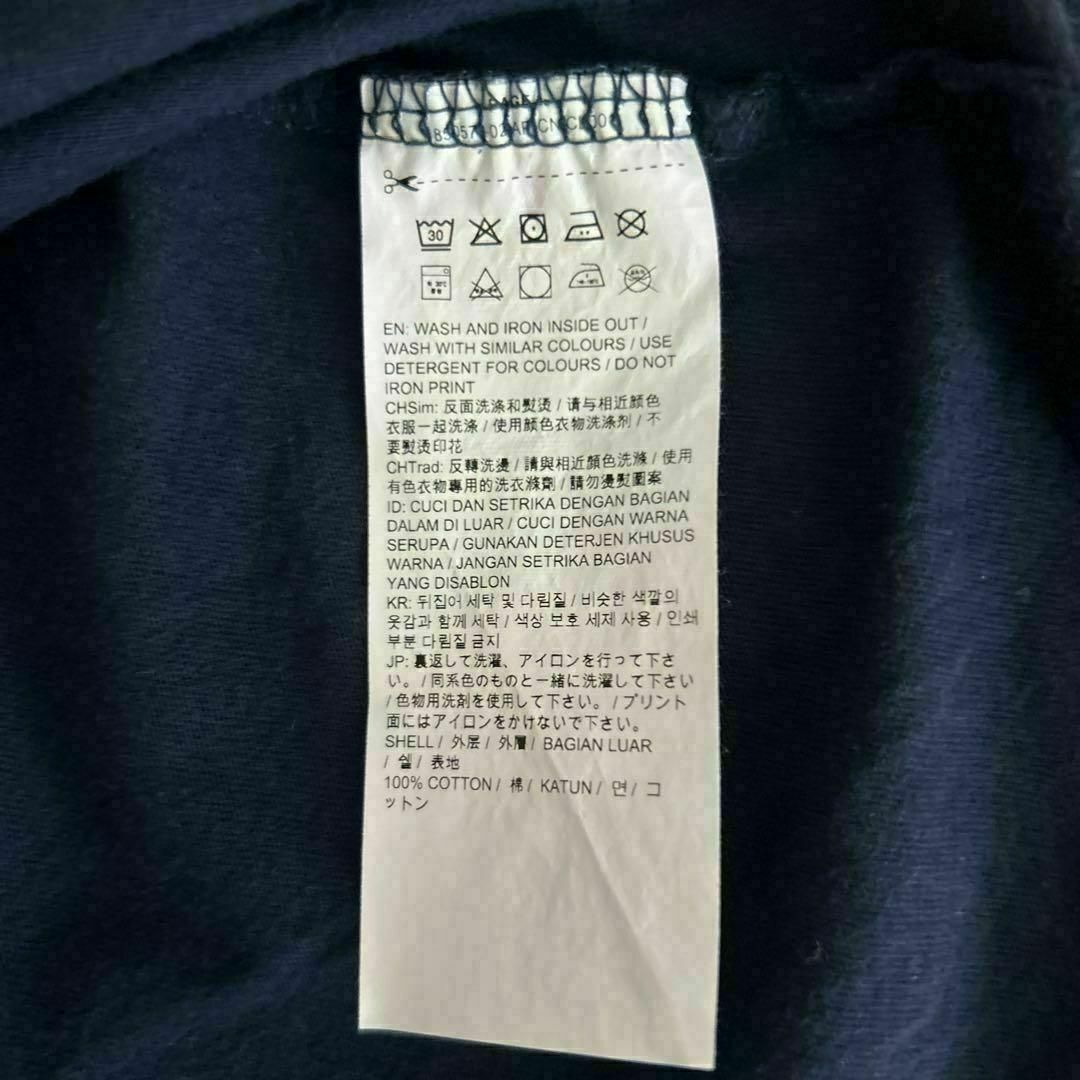 30
EN: WASH AND IRON INSIDE OUT /
WASH WITH SIMILAR COLOURS / USE
DETERGENT FOR COLOURS / DO NOT
IRON PRINT
CHSim: 反面洗涤和熨烫 / 请与相近颜色
衣服一起洗涤 / 使用颜色衣物洗涤剂 / 不
要熨烫印花
CHTrad: 反轉洗燙 / 請與相近顏色洗滌 / 使用
有色衣物專用的洗衣滌劑 / 請勿燙熨圖案
ID: CUCI DAN SETRIKA DENGAN BAGIAN
DALAM DI LUAR / CUCI DENGAN WARNA
SERUPA / GUNAKAN DETERJEN KHUSUS
WARNA / JANGAN SETRIKA BAGIAN
YANG DISABLON
KR: 뒤집어 세탁 및 다림질 / 비슷한 색깔의
옷감과 함께 세탁 / 색상 보호 세제 사용 / 인쇄
부분 다림질 금지
JP: 裏返して洗濯、アイロンを行って下さ
い。 / 同系色のものと一緒に洗濯して下さい
/ 色物用洗剤を使用して下さい。 / プリント
面にはアイロンをかけないで下さい。
SHELL / 外层 / 外層 / BAGIAN LUAR
/ 쉘 / 表地
100% COTTON / 棉 / KATUN / 면 / コ
ットン